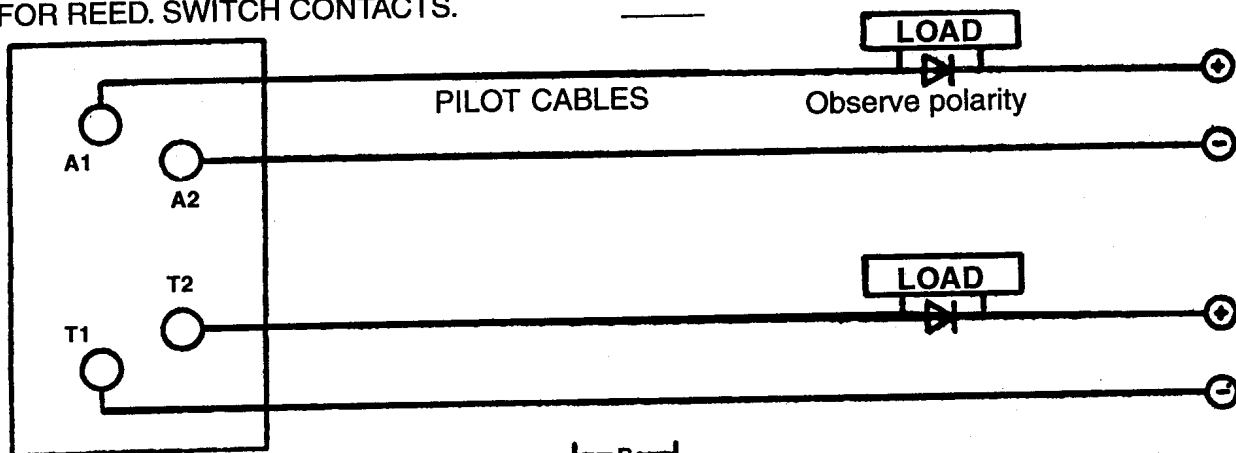 FOR REED. SWITCH CONTACTS.
LOAD
+
PILOT CABLES
Observe polarity
-
A1
A2
LOAD
T2
+
T1
-